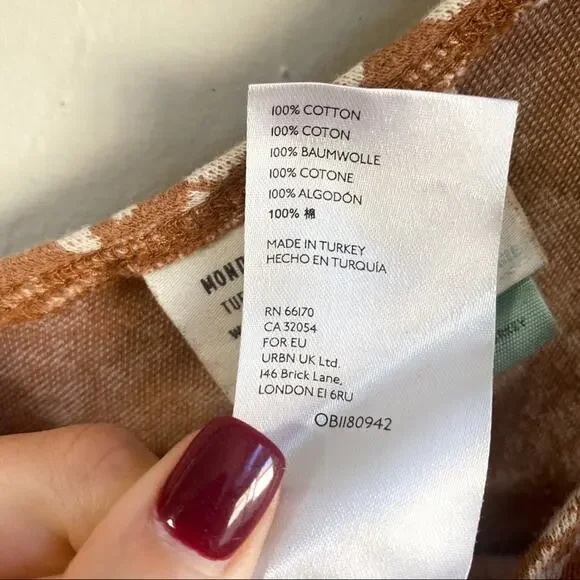 100% COTTON
100% COTON
100% BAUMWOLLE
100% COTONE
100% ALGODÓN
100% 棉
MADE IN TURKEY
HECHO EN TURQUÍA
RN 66170
CA 32054
FOR EU
URBN UK Ltd.
146 Brick Lane,
LONDON E1 6RU
OB1180942